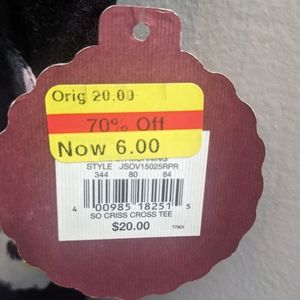 Orig 20.00
70% Off
Now 6.00
STYLE JSOV15025RPR
344 80 84
4 00985 18251 5
SO CRISS CROSS TEE
$20.00